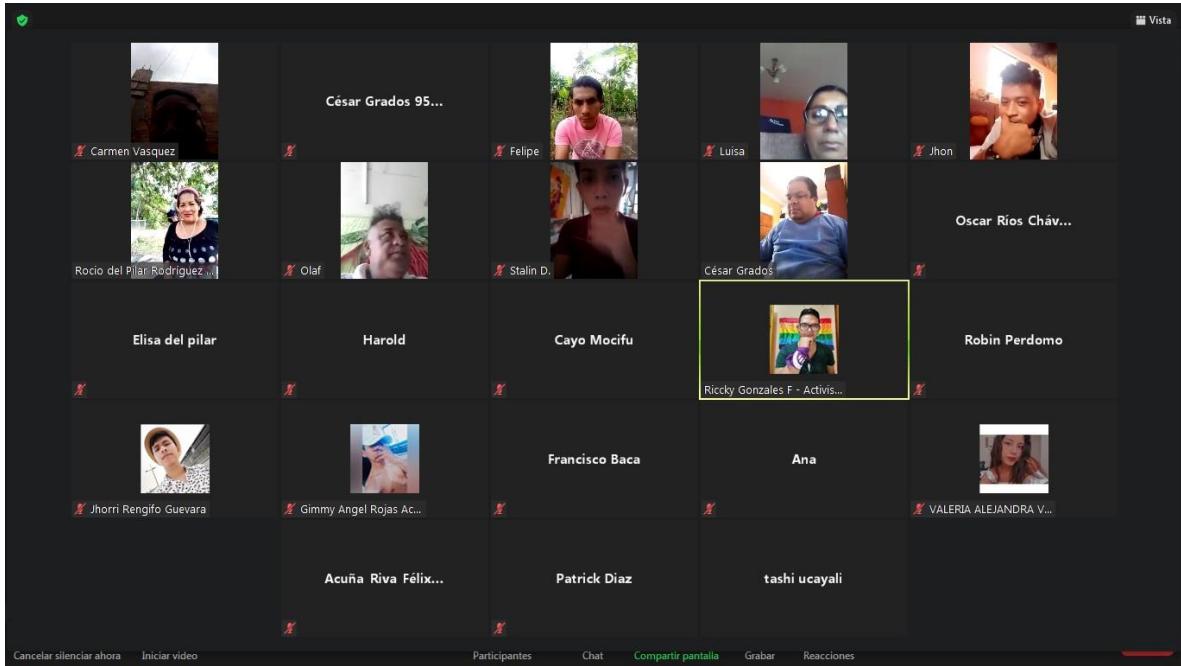 Vista
Carmen Vasquez
César Grados 95...
Felipe
Luisa
Jhon
Rocio del Pilar Rodriguez ...
Olaf
Stalin D.
César Grados
Oscar Ríos Cháv...
Elisa del pilar
Harold
Cayo Mocifu
Riccky Gonzales F - Activis...
Robin Perdomo
Jhorri Rengifo Guevara
Gimmy Angel Rojas Ac...
Francisco Baca
Ana
VALERIA ALEJANDRA V...
Acuña Riva Félix...
Patrick Diaz
tashi ucayali
Cancelar silenciar ahora Iniciar video Participantes Chat Compartir pantalla Grabar Reacciones